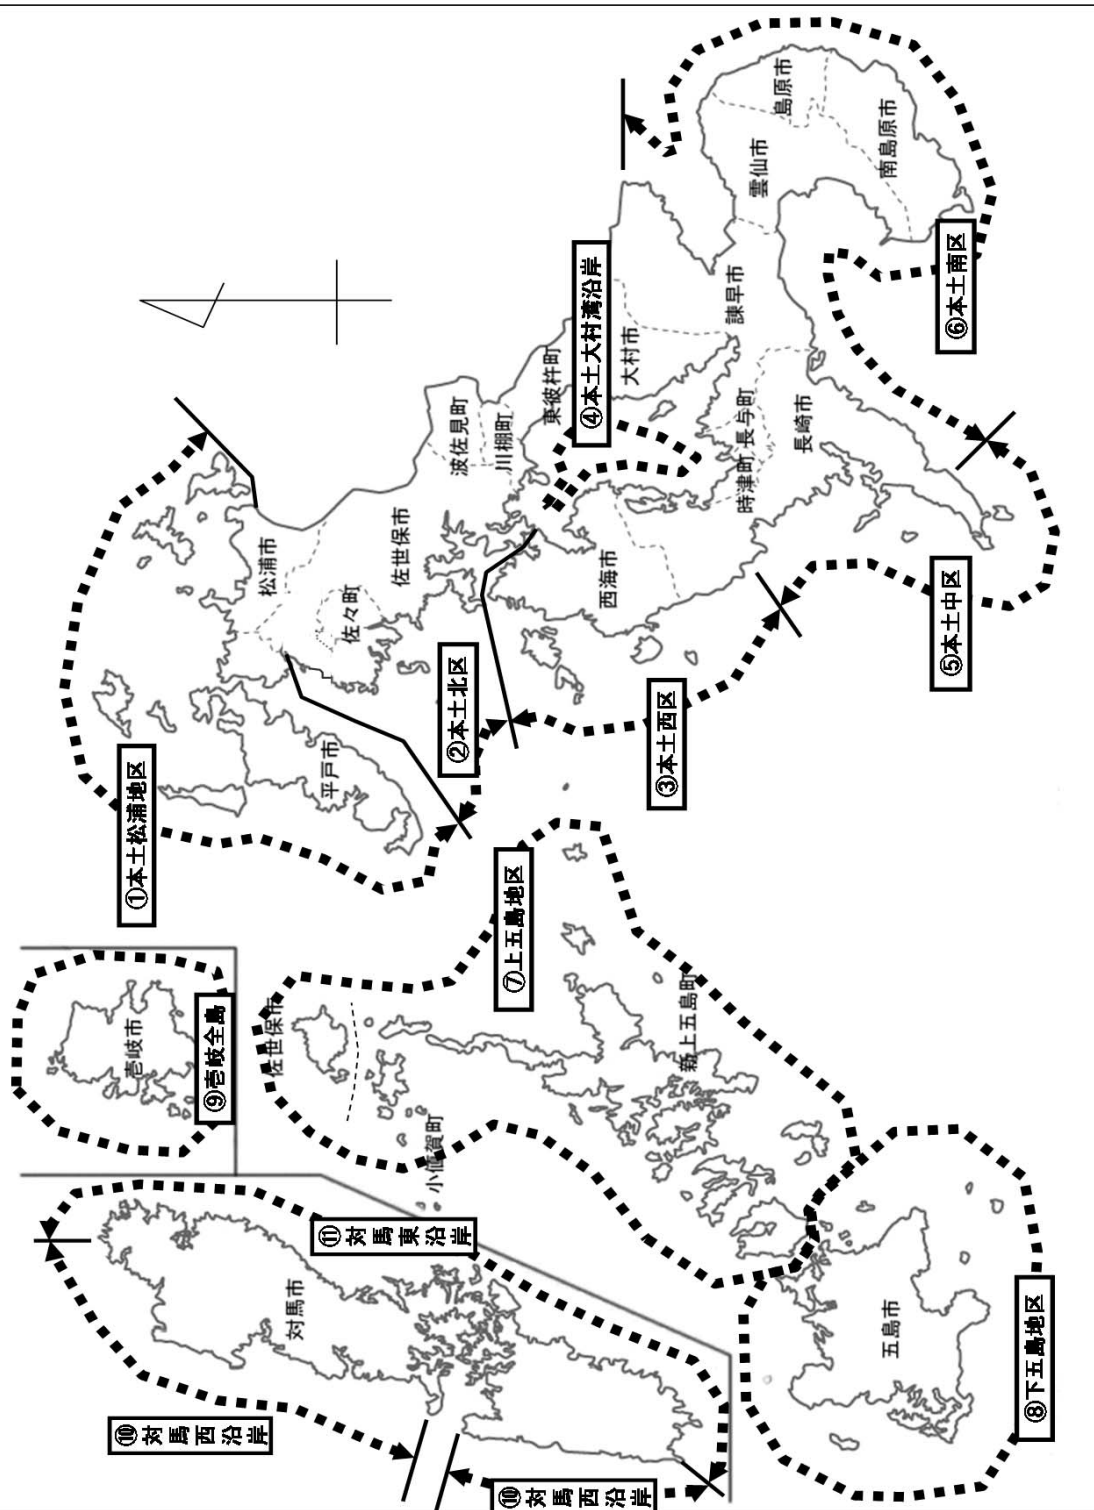 ①本土松浦地区
②本土北区
③本土西区
④本土大村湾沿岸
⑤本土中区
⑥本土南区
⑦上五島地区
⑧下五島地区
⑨壱岐全島
⑩対馬西沿岸
⑩対馬西沿岸
⑪対馬東沿岸
松浦市
佐々町
佐世保市
平戸市
波佐見町
川棚町
東彼杵町
大村市
西海市
時津町
長与町
長崎市
諫早市
雲仙市
島原市
南島原市
壱岐市
佐世保市
小値賀町
新上五島町
対馬市
五島市